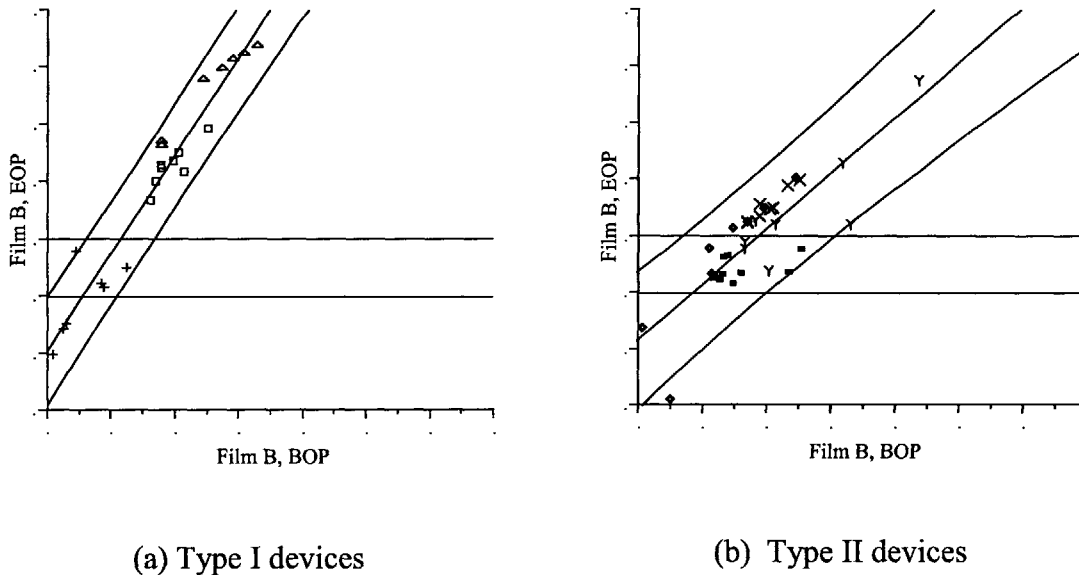 Film B, EOP
Film B, BOP
(a) Type I devices
Film B, EOP
Film B, BOP
(b) Type II devices